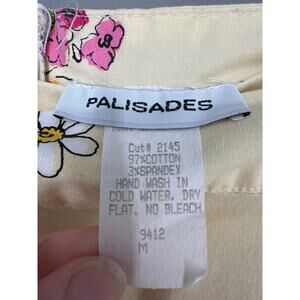 PALISADES
Cut# 2145
97%COTTON
3%SPANDEX
HAND WASH IN
COLD WATER. DRY
FLAT. NO BLEACH
9412
M